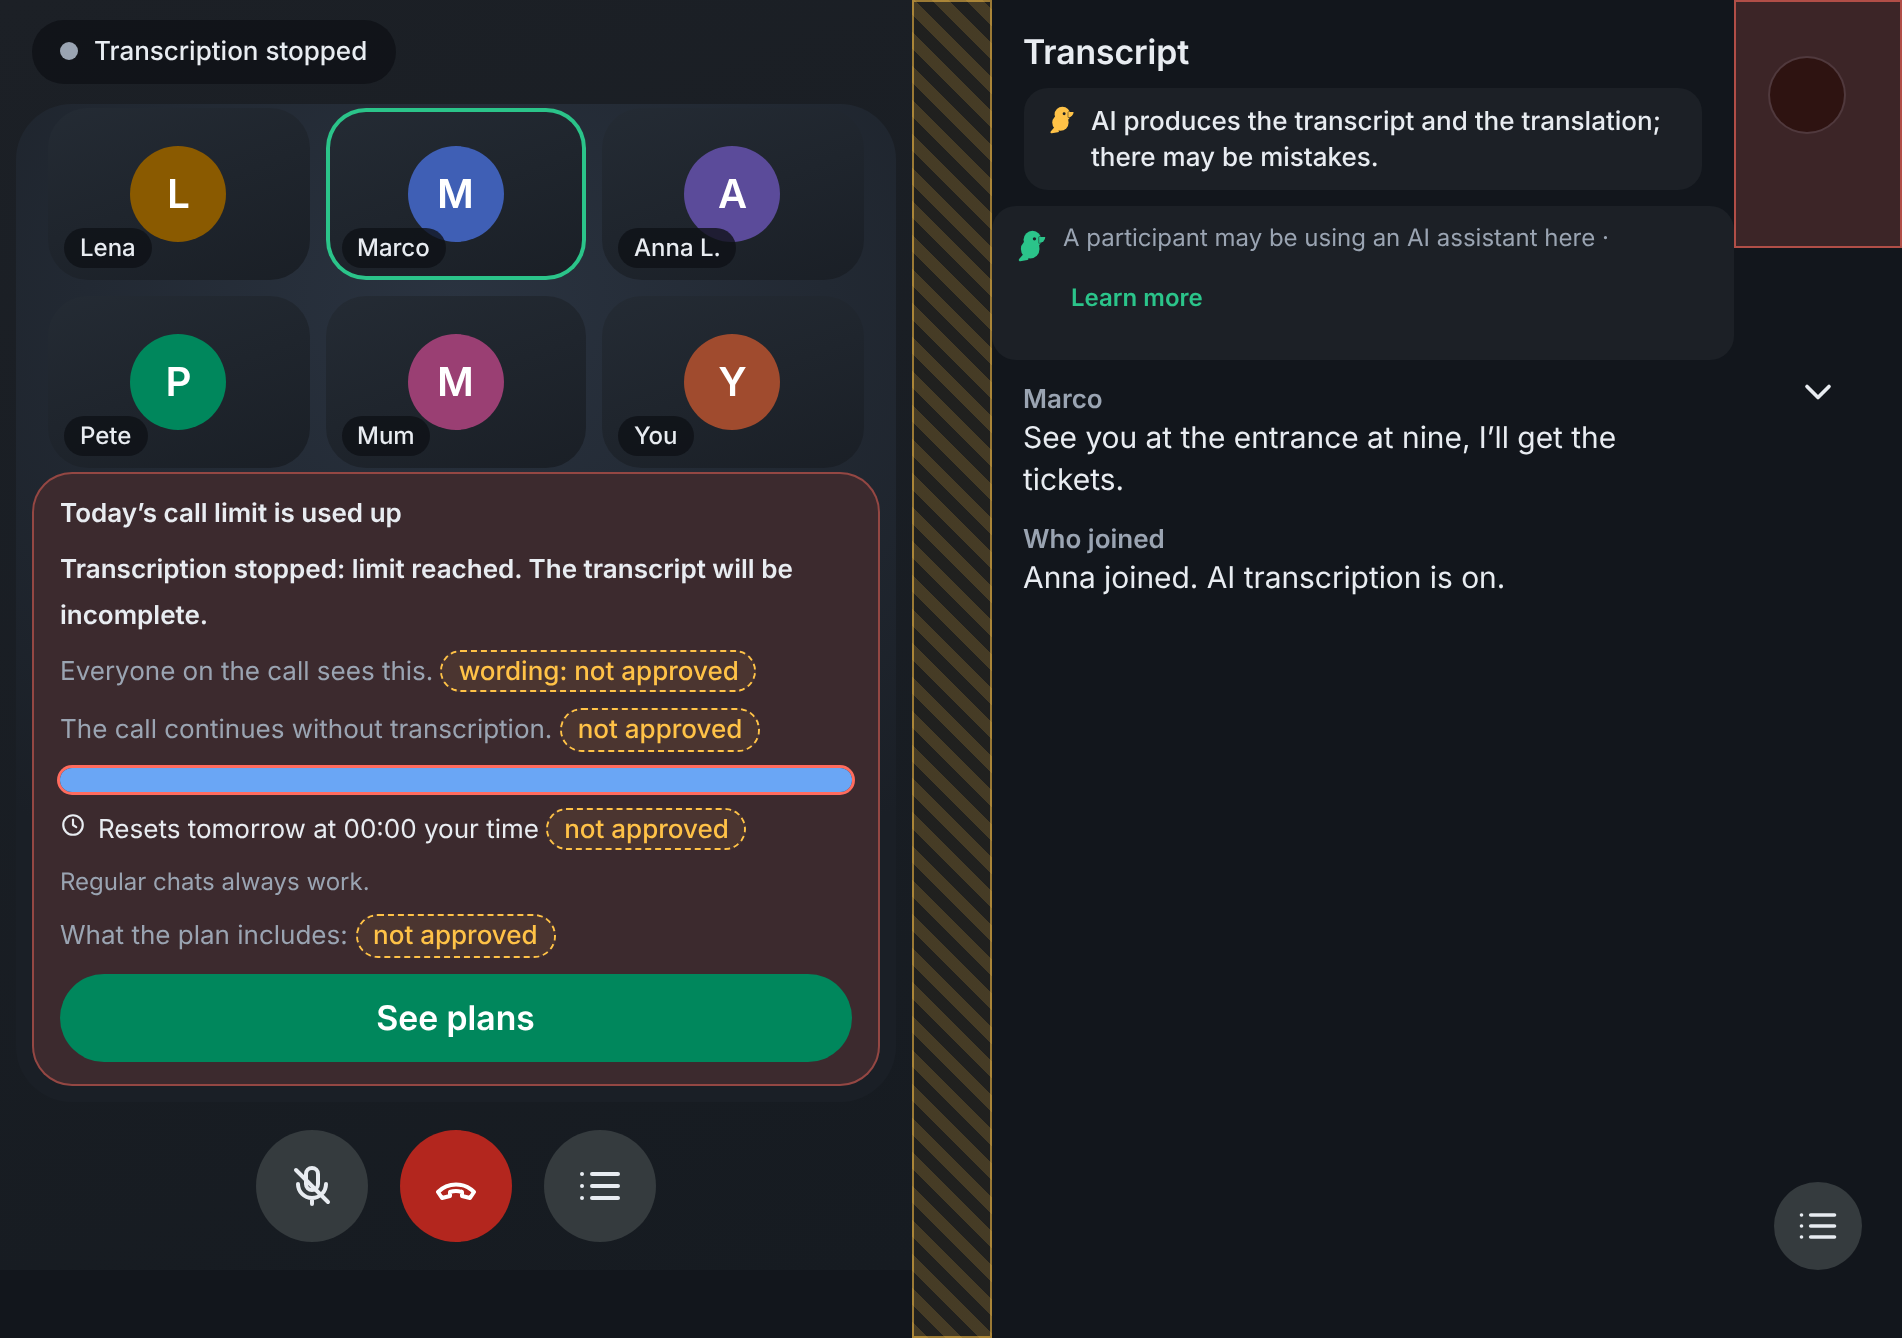 Transcription stopped
L
Lena
M
Marco
A
Anna L.
P
Pete
M
Mum
Y
You
Today’s call limit is used up
Transcription stopped: limit reached. The transcript will be
incomplete.
Everyone on the call sees this. wording: not approved
The call continues without transcription. not approved
Resets tomorrow at 00:00 your time not approved
Regular chats always work.
What the plan includes: not approved
See plans
Transcript
AI produces the transcript and the translation;
there may be mistakes.
A participant may be using an AI assistant here ·
Learn more
Marco
See you at the entrance at nine, I’ll get the
tickets.
Who joined
Anna joined. AI transcription is on.